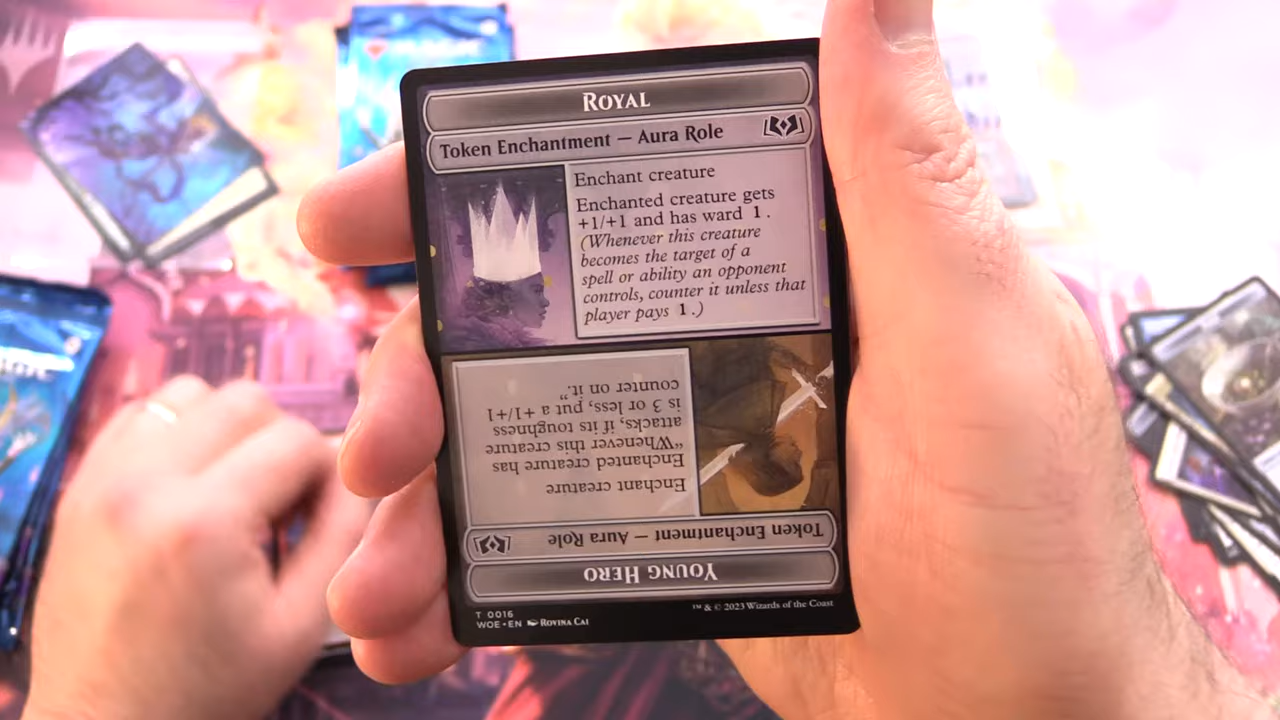 ROYAL
Token Enchantment — Aura Role
Enchant creature
Enchanted creature gets
+1/+1 and has ward 1.
(Whenever this creature
becomes the target of a
spell or ability an opponent
controls, counter it unless that
player pays 1.)
YOUNG HERO
Token Enchantment — Aura Role
Enchant creature
Enchanted creature has
“Whenever this creature
attacks, if its toughness
is 3 or less, put a +1/+1
counter on it.”
T 0016
WOE • EN ROVINA CAI
™ & © 2023 Wizards of the Coast
MAGIC